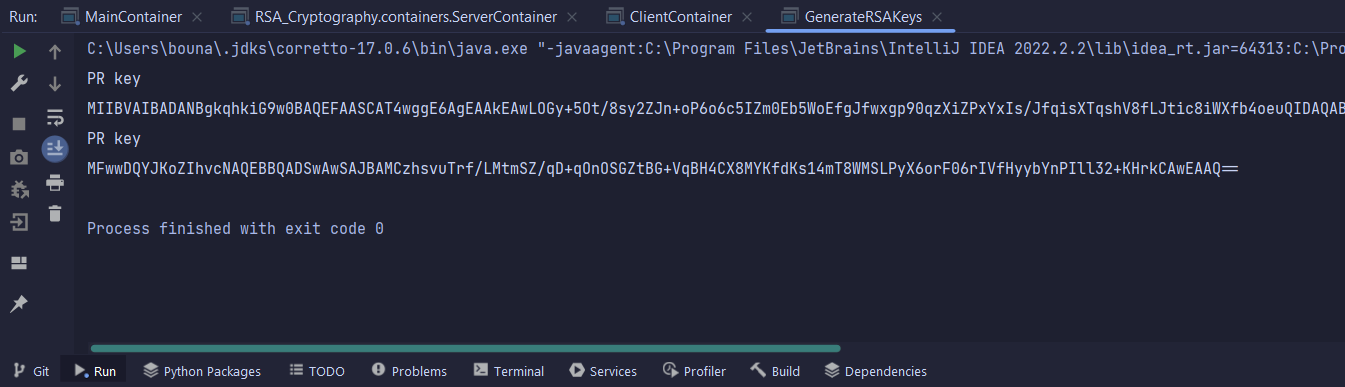 Run: MainContainer × RSA_Cryptography.containers.ServerContainer × ClientContainer × GenerateRSAKeys ×
C:\Users\bouna\.jdks\corretto-17.0.6\bin\java.exe "-javaagent:C:\Program Files\JetBrains\IntelliJ IDEA 2022.2.2\lib\idea_rt.jar=64313:C:\Pro
PR key
MIIBVAIBADANBgkqhkiG9w0BAQEFAASCAT4wggE6AgEAAkEAwLOGy+5Ot/8sy2ZJn+oP6o6c5IZm0Eb5WoEfgJfwxgp90qzXiZPxYxIs/JfqisXTqshV8fLJtic8iWXfb4oeuQIDAQAB
PR key
MFwwDQYJKoZIhvcNAQEBBQADSwAwSAJBAMCzhsvuTrf/LMtmSZ/qD+qOnOSGZtBG+VqBH4CX8MYKfdKs14mT8WMSLPyX6orF06rIVfHyybYnPIll32+KHrkCAwEAAQ==
Process finished with exit code 0
Git Run Python Packages TODO Problems Terminal Services Profiler Build Dependencies